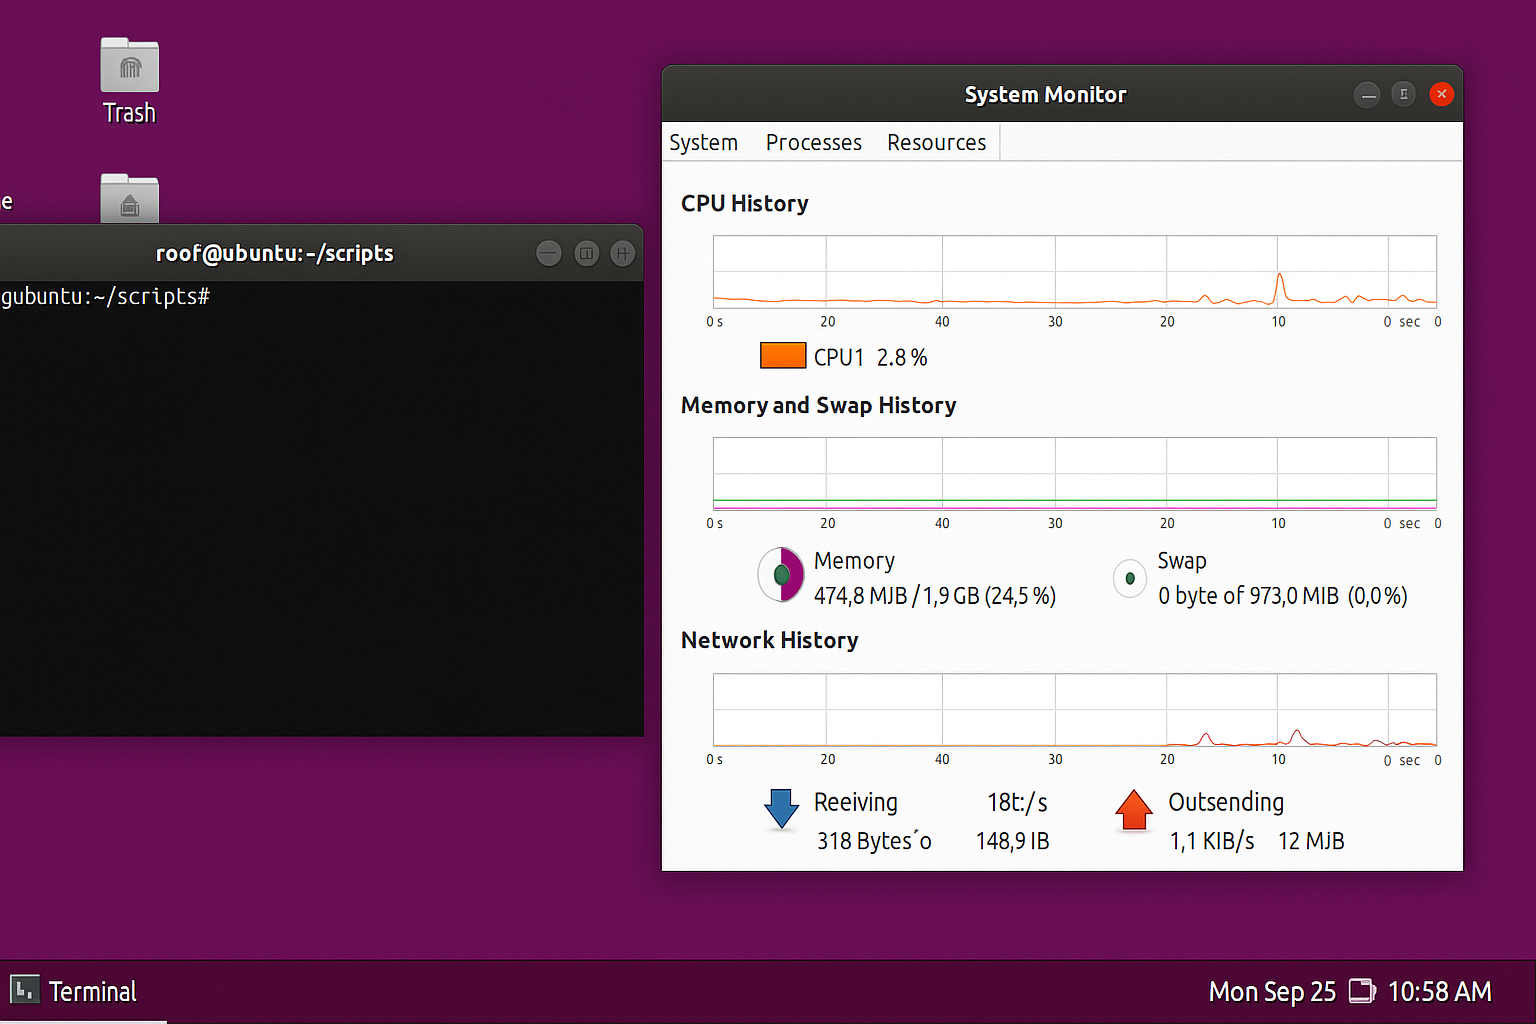 Trash
e
roof@ubuntu:-/scripts
gubuntu:~/scripts#
System Monitor
System Processes Resources
CPU History
0 s 20 40 30 20 10 0 sec 0
CPU1 2.8 %
Memory and Swap History
0 s 20 40 30 20 10 0 sec 0
Memory
474,8 MJB / 1,9 GB (24,5 %)
Swap
0 byte of 973,0 MIB (0,0 %)
Network History
0 s 20 40 30 20 10 0 sec 0
Reeiving 18t:/s
318 Bytes´o 148,9 IB
Outsending
1,1 KIB/s 12 MJB
Terminal
Mon Sep 25 10:58 AM